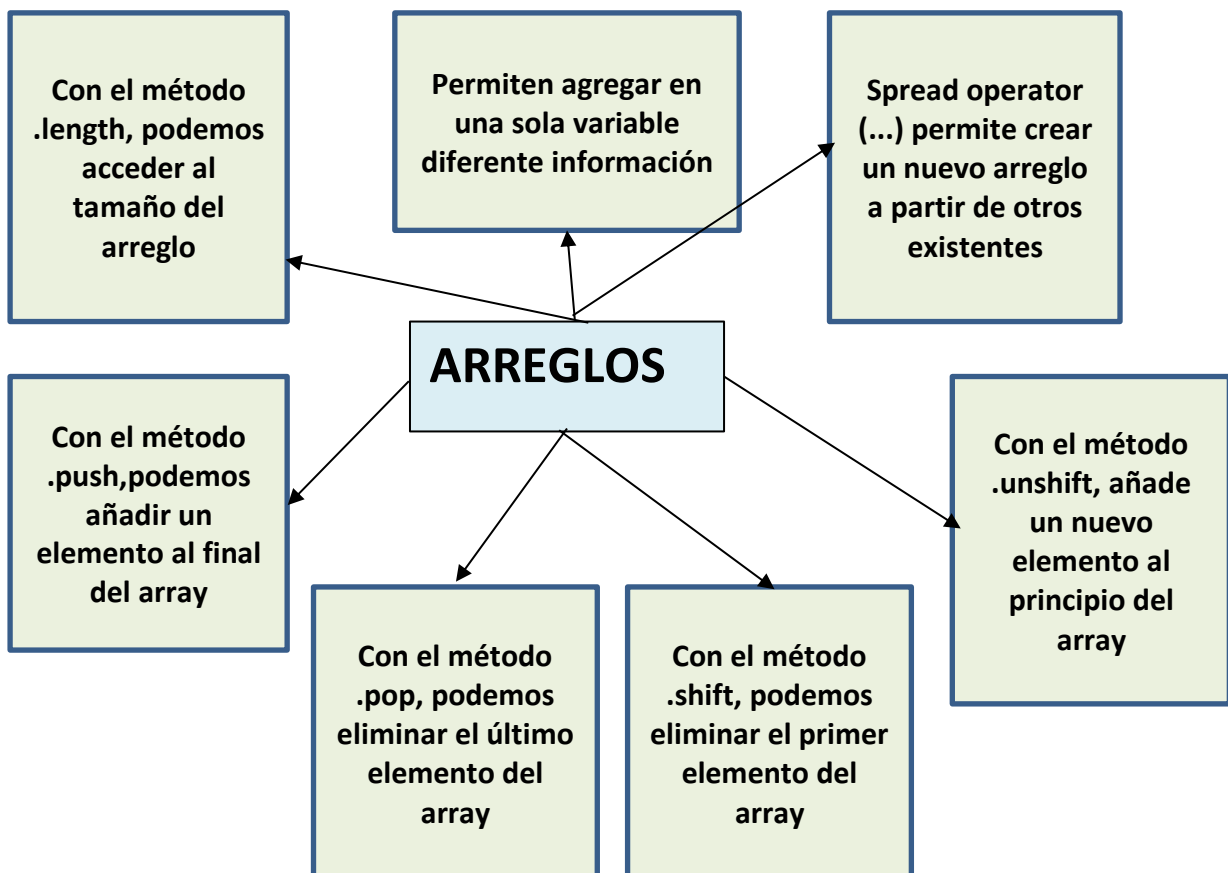 Con el método
.length, podemos
acceder al
tamaño del
arreglo
Permiten agregar en
una sola variable
diferente información
Spread operator
(...) permite crear
un nuevo arreglo
a partir de otros
existentes
ARREGLOS
Con el método
.push,podemos
añadir un
elemento al final
del array
Con el método
.unshift, añade
un nuevo
elemento al
principio del
array
Con el método
.pop, podemos
eliminar el último
elemento del
array
Con el método
.shift, podemos
eliminar el primer
elemento del
array